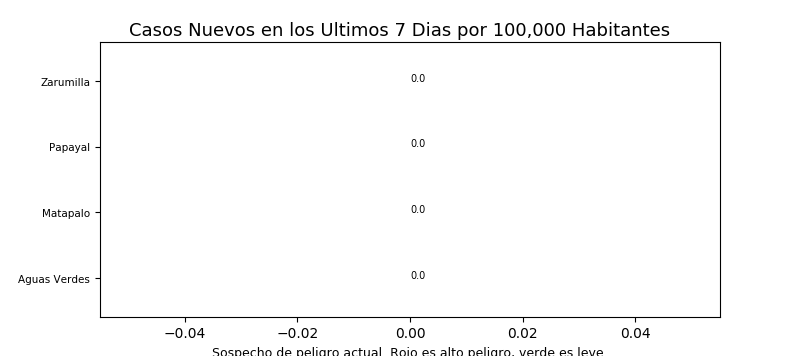 Casos Nuevos en los Ultimos 7 Dias por 100,000 Habitantes
Zarumilla
0.0
Papayal
0.0
Matapalo
0.0
Aguas Verdes
0.0
−0.04 −0.02 0.00 0.02 0.04
Sospecho de peligro actual. Rojo es alto peligro, verde es leve